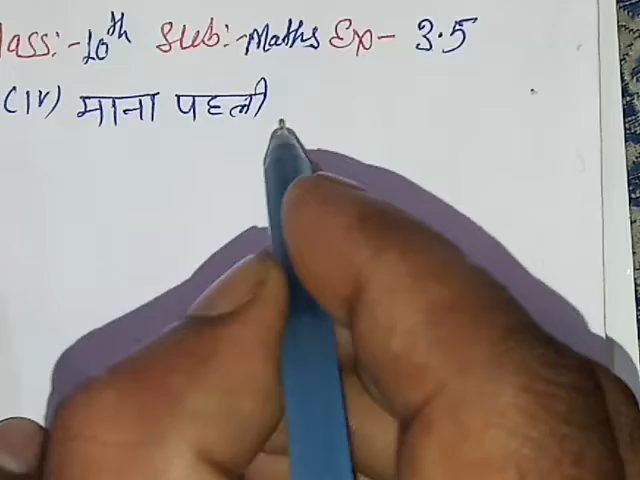 lass:- 10th Sub:- Maths Ex- 3.5
(IV) माना पहली